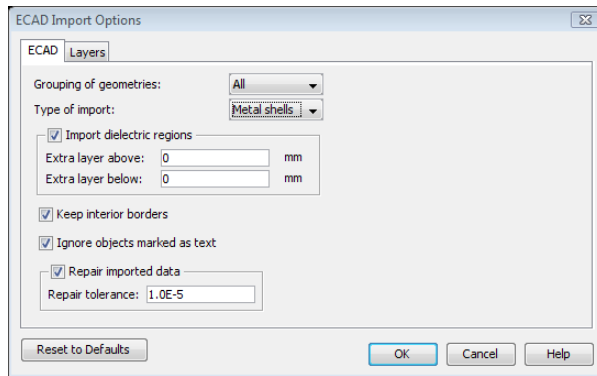 ECAD Import Options
ECAD Layers
Grouping of geometries: All
Type of import: Metal shells
Import dielectric regions
Extra layer above: 0 mm
Extra layer below: 0 mm
Keep interior borders
Ignore objects marked as text
Repair imported data
Repair tolerance: 1.0E-5
Reset to Defaults OK Cancel Help